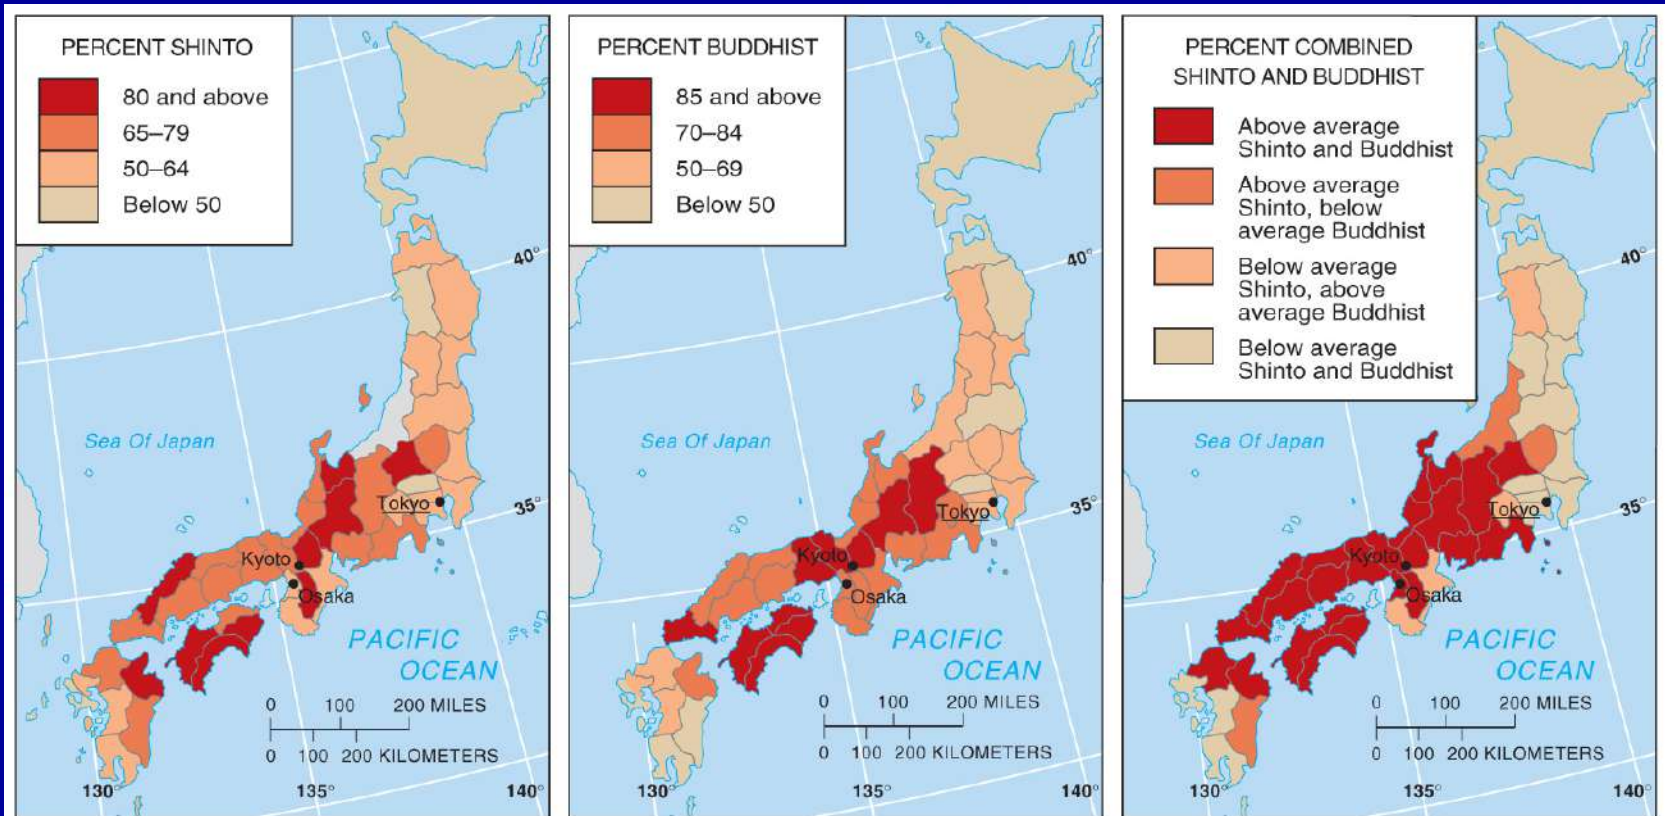 PERCENT SHINTO
80 and above
65–79
50–64
Below 50
40°
Sea Of Japan
Tokyo
35°
Kyoto
Osaka
PACIFIC
OCEAN
0 100 200 MILES
0 100 200 KILOMETERS
130° 135° 140°
PERCENT BUDDHIST
85 and above
70–84
50–69
Below 50
40°
Sea Of Japan
Tokyo
35°
Kyoto
Osaka
PACIFIC
OCEAN
0 100 200 MILES
0 100 200 KILOMETERS
130° 135° 140°
PERCENT COMBINED
SHINTO AND BUDDHIST
Above average
Shinto and Buddhist
Above average
Shinto, below
average Buddhist
Below average
Shinto, above
average Buddhist
Below average
Shinto and Buddhist
40°
Sea Of Japan
Tokyo
35°
Kyoto
Osaka
PACIFIC
OCEAN
0 100 200 MILES
0 100 200 KILOMETERS
130° 135° 140°